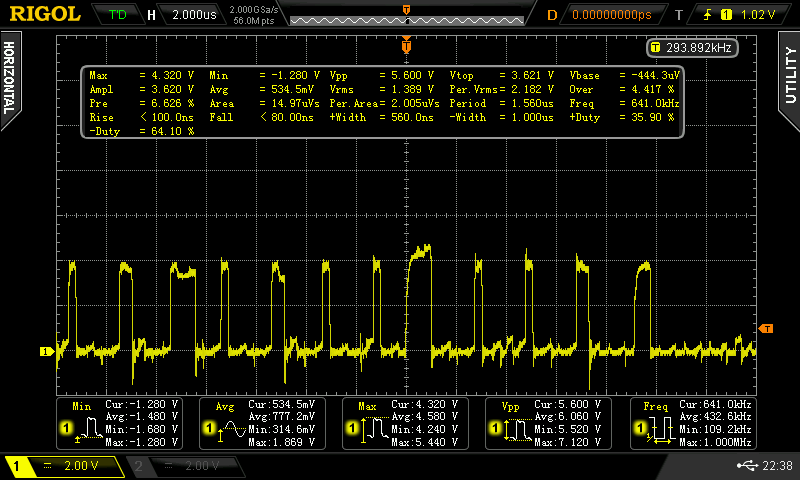 RIGOL T'D H 2.000us 2.000GSa/s 56.0M pts D 0.00000000ps T 1 1.02 V
HORIZONTAL
UTILITY
T 293.892kHz
T
Max = 4.320 V Min = -1.280 V Vpp = 5.600 V Vtop = 3.621 V Vbase = -444.3uV
Ampl = 3.620 V Avg = 534.5mV Vrms = 1.389 V Per.Vrms= 2.182 V Over = 4.417 %
Pre = 6.626 % Area = 14.97uVs Per.Area= 2.005uVs Period = 1.560us Freq = 641.0kHz
Rise < 100.0ns Fall < 80.00ns +Width = 560.0ns -Width = 1.000us +Duty = 35.90 %
-Duty = 64.10 %
T
1
Min Cur:-1.280 V Avg Cur:534.5mV Max Cur:4.320 V Vpp Cur:5.600 V Freq Cur:641.0kHz
Avg:-1.480 V Avg:777.2mV Avg:4.580 V Avg:6.060 V Avg:432.6kHz
1 Min:-1.680 V 1 Min:314.6mV 1 Min:4.240 V 1 Min:5.520 V 1 Min:109.2kHz
Max:-1.280 V Max:1.869 V Max:5.440 V Max:7.120 V Max:1.000MHz
1 = 2.00 V 2 = 2.00 V 22:38